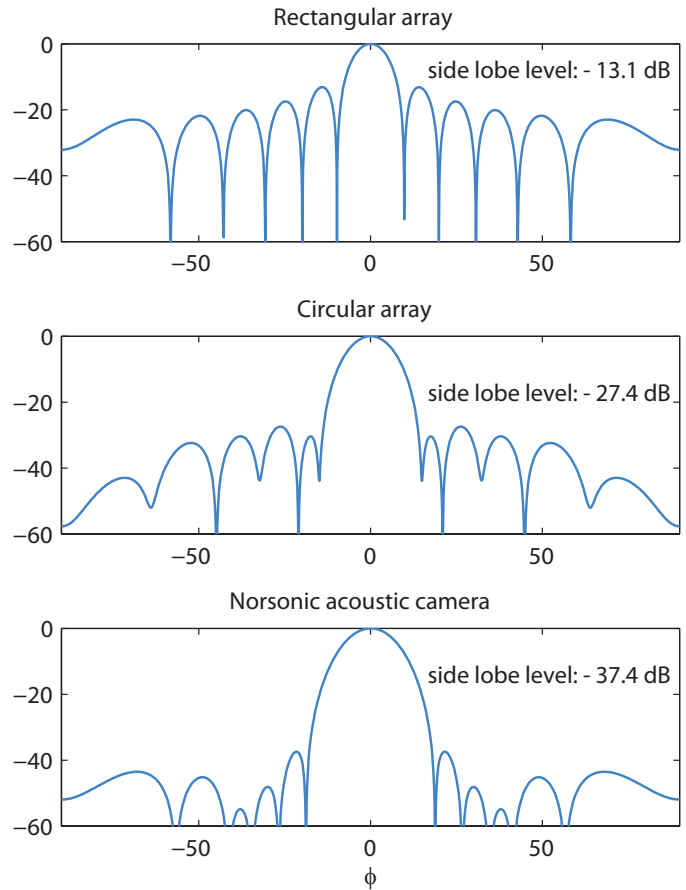 Rectangular array
0
side lobe level: - 13.1 dB
−20
−40
−60
−50 0 50
Circular array
0
side lobe level: - 27.4 dB
−20
−40
−60
−50 0 50
Norsonic acoustic camera
0
side lobe level: - 37.4 dB
−20
−40
−60
−50 0 50
ϕ